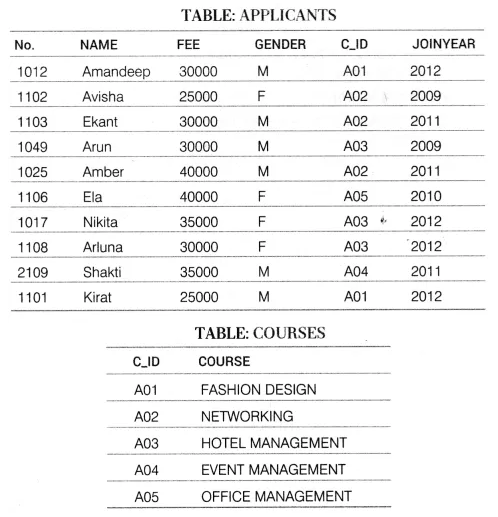 TABLE: APPLICANTS
No. NAME FEE GENDER C_ID JOINYEAR
1012 Amandeep 30000 M A01 2012
1102 Avisha 25000 F A02 2009
1103 Ekant 30000 M A02 2011
1049 Arun 30000 M A03 2009
1025 Amber 40000 M A02 2011
1106 Ela 40000 F A05 2010
1017 Nikita 35000 F A03 2012
1108 Arluna 30000 F A03 2012
2109 Shakti 35000 M A04 2011
1101 Kirat 25000 M A01 2012
TABLE: COURSES
C_ID COURSE
A01 FASHION DESIGN
A02 NETWORKING
A03 HOTEL MANAGEMENT
A04 EVENT MANAGEMENT
A05 OFFICE MANAGEMENT